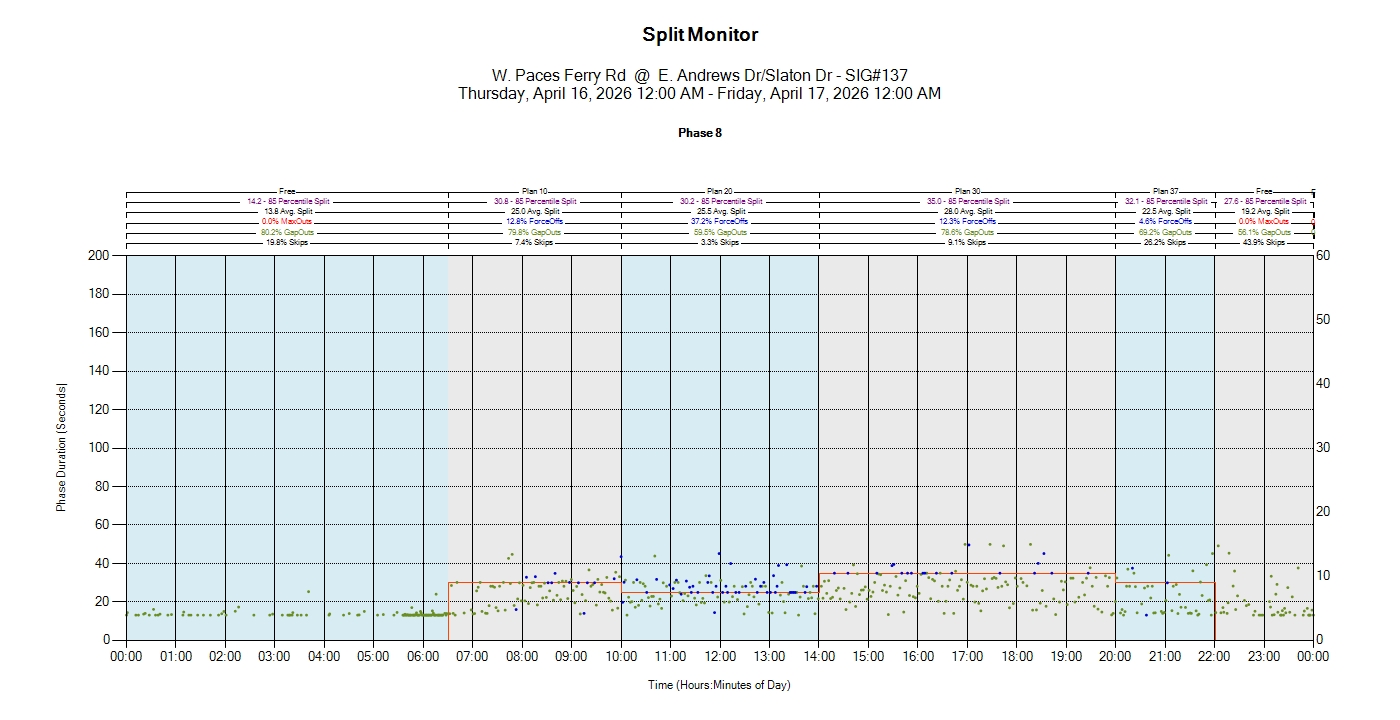 Split Monitor
W. Paces Ferry Rd @ E. Andrews Dr/Slaton Dr - SIG#137
Thursday, April 16, 2026 12:00 AM - Friday, April 17, 2026 12:00 AM
Phase 8
Free Plan 10 Plan 20 Plan 30 Plan 37 Free
14.2 - 85 Percentile Split 30.8 - 85 Percentile Split 30.2 - 85 Percentile Split 35.0 - 85 Percentile Split 32.1 - 85 Percentile Split 27.6 - 85 Percentile Split
13.8 Avg. Split 25.0 Avg. Split 25.5 Avg. Split 28.0 Avg. Split 22.5 Avg. Split 19.2 Avg. Split
0.0% MaxOuts 12.8% ForceOffs 37.2% ForceOffs 12.3% ForceOffs 4.6% ForceOffs 0.0% MaxOuts
80.2% GapOuts 79.8% GapOuts 59.5% GapOuts 78.6% GapOuts 69.2% GapOuts 56.1% GapOuts
19.8% Skips 7.4% Skips 3.3% Skips 9.1% Skips 26.2% Skips 43.9% Skips
200 60
180
50
160
140
40
120
100 30
80
20
60
40
10
20
0 0
Phase Duration (Seconds)
00:00 01:00 02:00 03:00 04:00 05:00 06:00 07:00 08:00 09:00 10:00 11:00 12:00 13:00 14:00 15:00 16:00 17:00 18:00 19:00 20:00 21:00 22:00 23:00 00:00
Time (Hours:Minutes of Day)